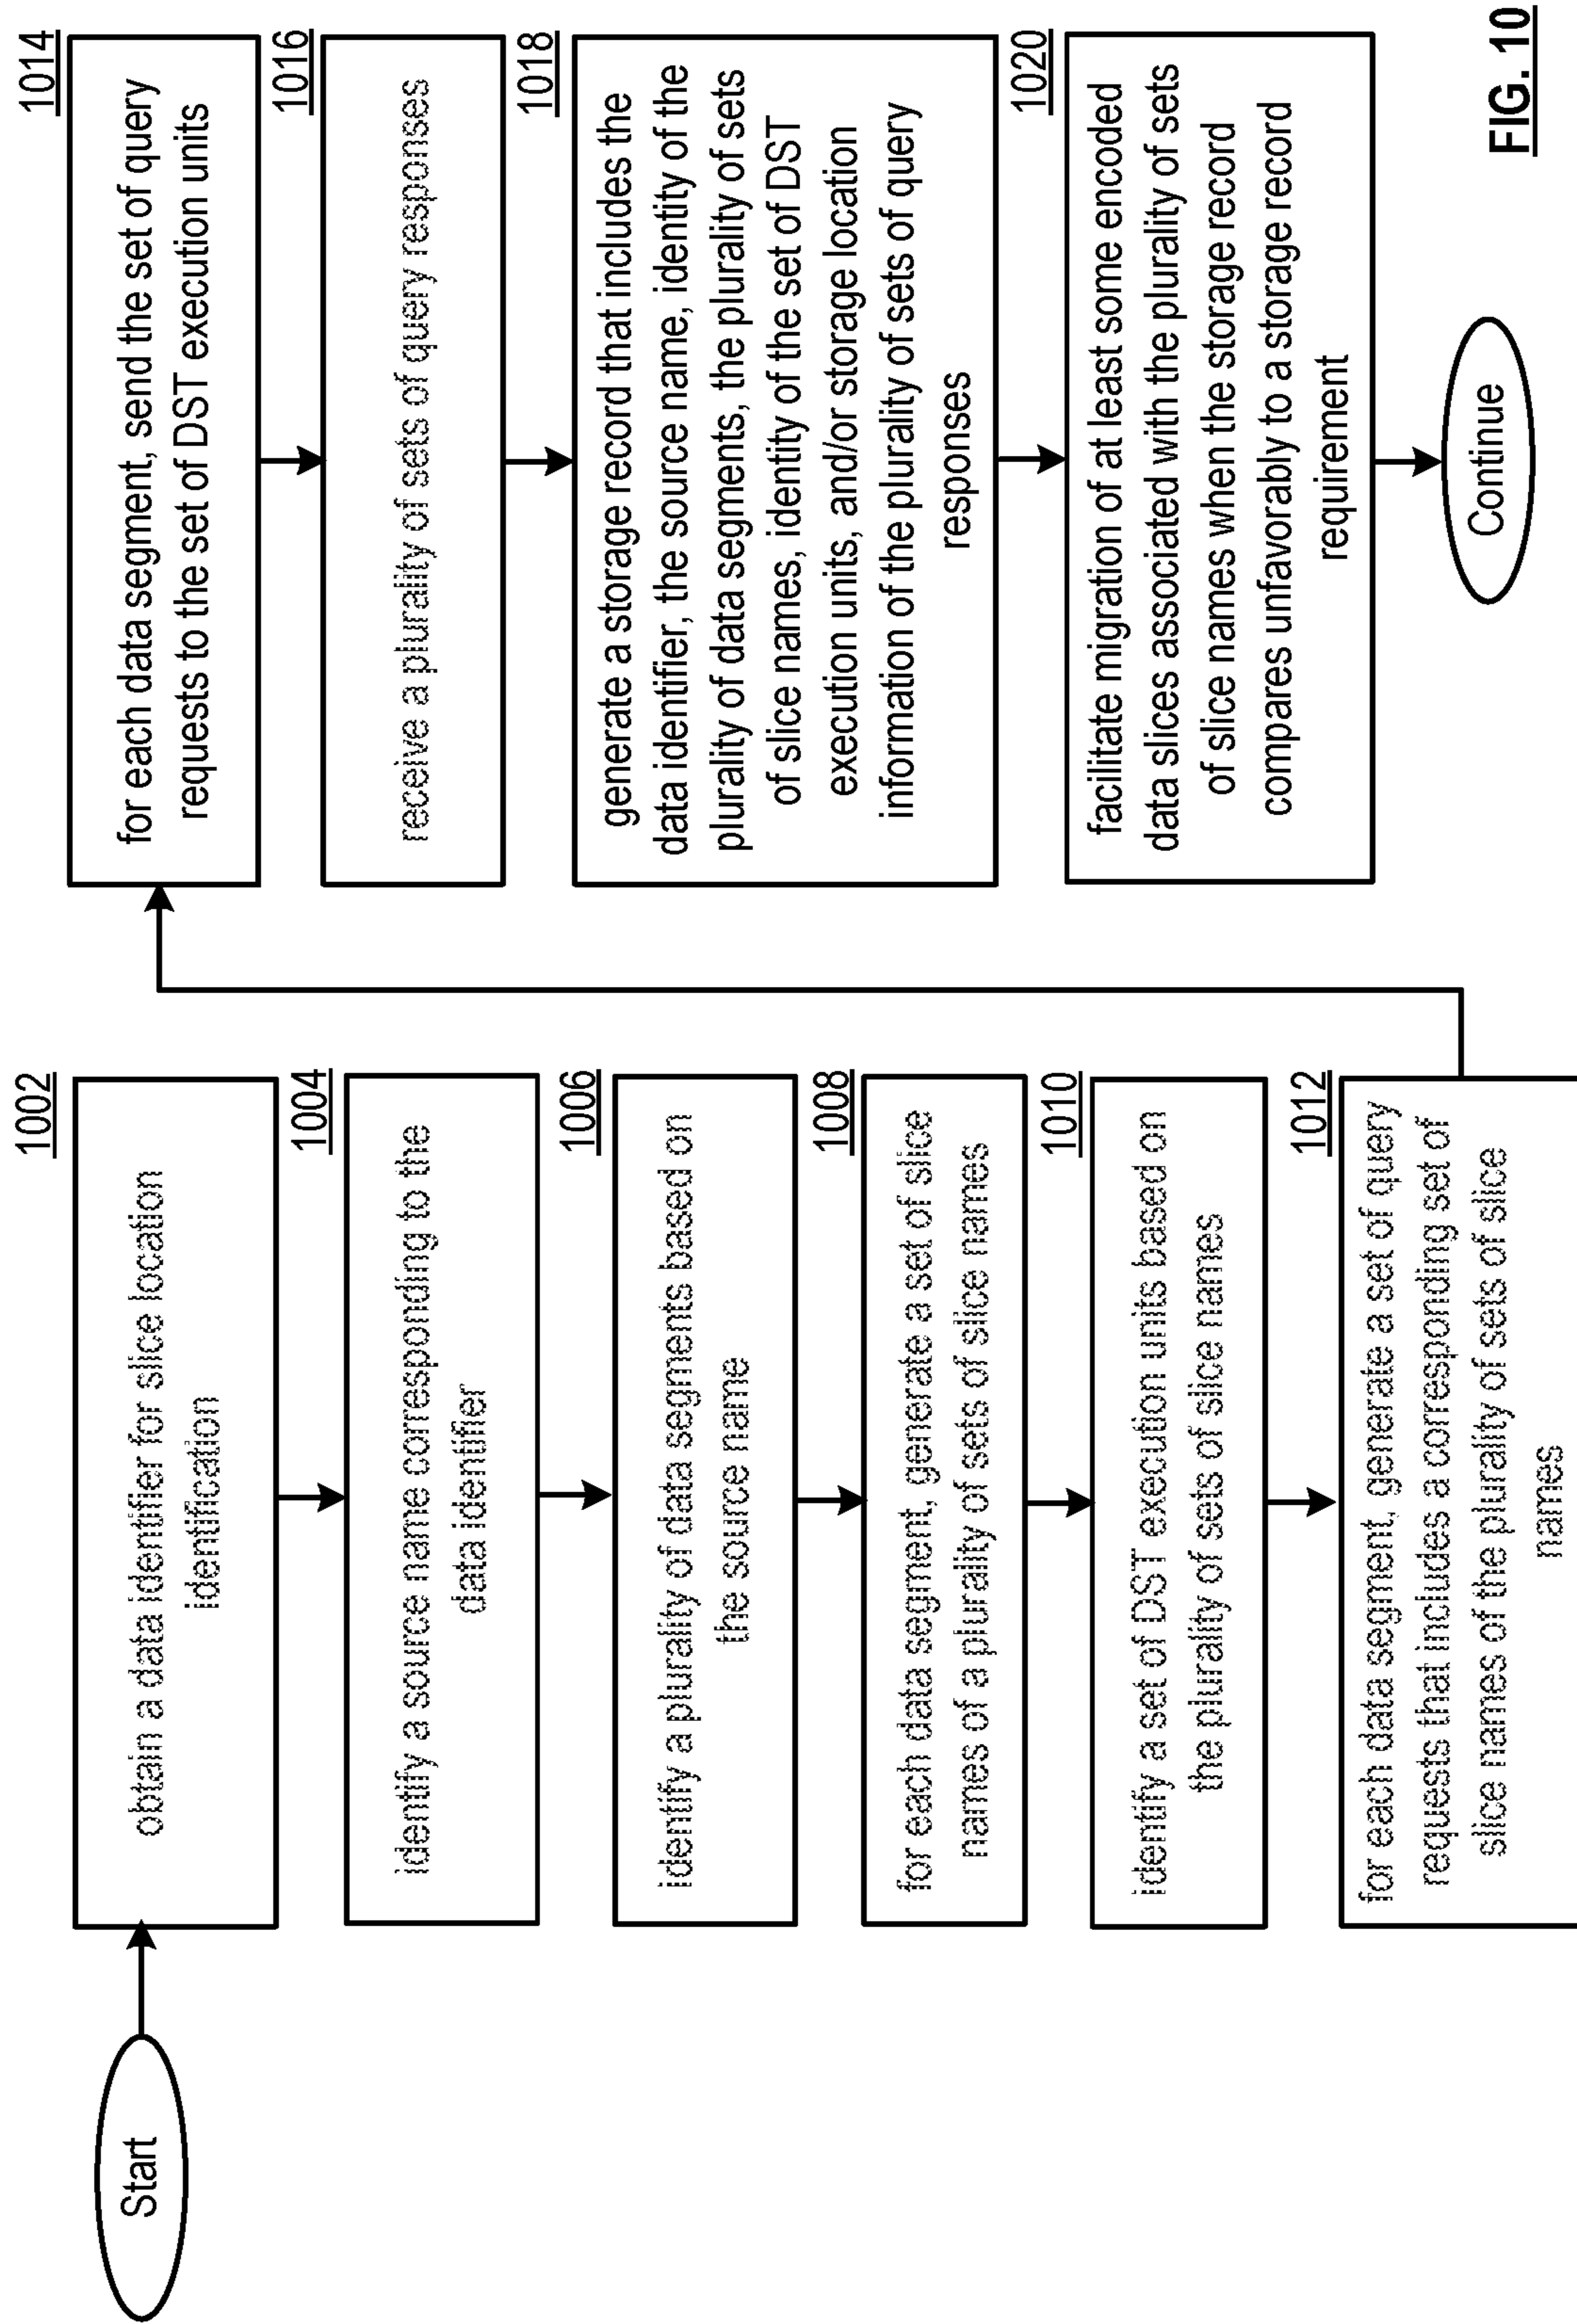 Start
1002
obtain a data identifier for slice location
identification
1004
identify a source name corresponding to the
data identifier
1006
identify a plurality of data segments based on
the source name
1008
for each data segment, generate a set of slice
names of a plurality of sets of slice names
1010
identify a set of DST execution units based on
the plurality of sets of slice names
1012
for each data segment, generate a set of query
requests that includes a corresponding set of
slice names of the plurality of sets of slice
names
1014
for each data segment, send the set of query
requests to the set of DST execution units
1016
receive a plurality of sets of query responses
1018
generate a storage record that includes the
data identifier, the source name, identity of the
plurality of data segments, the plurality of sets
of slice names, identity of the set of DST
execution units, and/or storage location
information of the plurality of sets of query
responses
1020
facilitate migration of at least some encoded
data slices associated with the plurality of sets
of slice names when the storage record
compares unfavorably to a storage record
requirement
Continue
FIG. 10